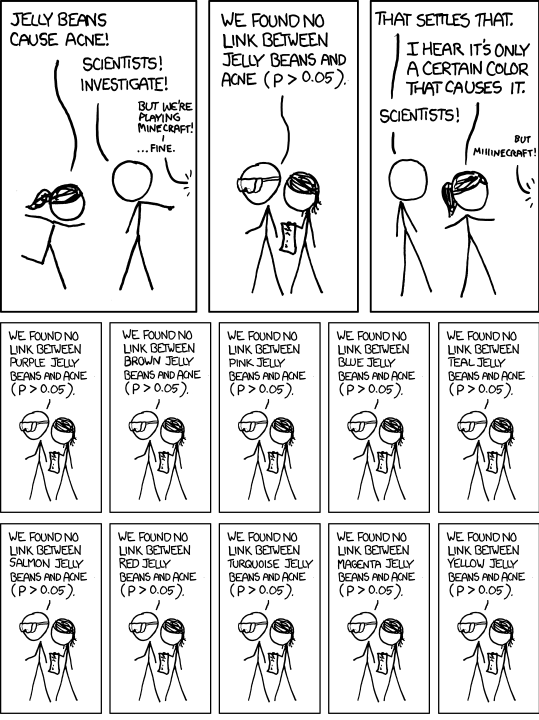 JELLY BEANS
CAUSE ACNE!
SCIENTISTS!
INVESTIGATE!
BUT WE'RE
PLAYING
MINECRAFT!
...FINE.
WE FOUND NO
LINK BETWEEN
JELLY BEANS AND
ACNE (P > 0.05).
THAT SETTLES THAT.
I HEAR IT'S ONLY
A CERTAIN COLOR
THAT CAUSES IT.
SCIENTISTS!
BUT
MIIINECRAFT!
WE FOUND NO
LINK BETWEEN
PURPLE JELLY
BEANS AND ACNE
(P > 0.05).
WE FOUND NO
LINK BETWEEN
BROWN JELLY
BEANS AND ACNE
(P > 0.05).
WE FOUND NO
LINK BETWEEN
PINK JELLY
BEANS AND ACNE
(P > 0.05).
WE FOUND NO
LINK BETWEEN
BLUE JELLY
BEANS AND ACNE
(P > 0.05).
WE FOUND NO
LINK BETWEEN
TEAL JELLY
BEANS AND ACNE
(P > 0.05).
WE FOUND NO
LINK BETWEEN
SALMON JELLY
BEANS AND ACNE
(P > 0.05).
WE FOUND NO
LINK BETWEEN
RED JELLY
BEANS AND ACNE
(P > 0.05).
WE FOUND NO
LINK BETWEEN
TURQUOISE JELLY
BEANS AND ACNE
(P > 0.05).
WE FOUND NO
LINK BETWEEN
MAGENTA JELLY
BEANS AND ACNE
(P > 0.05).
WE FOUND NO
LINK BETWEEN
YELLOW JELLY
BEANS AND ACNE
(P > 0.05).